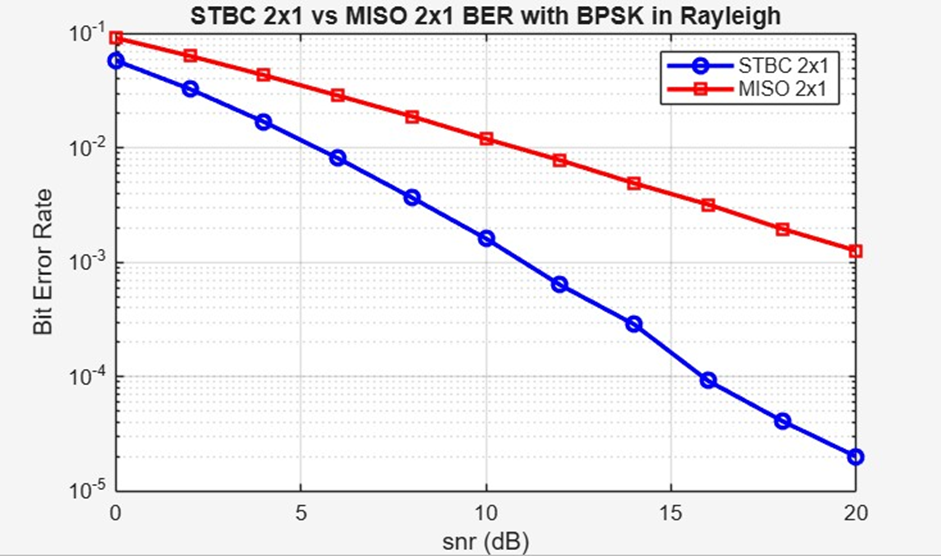 STBC 2x1 vs MISO 2x1 BER with BPSK in Rayleigh
STBC 2x1
MISO 2x1
Bit Error Rate
10⁻¹
10⁻²
10⁻³
10⁻⁴
10⁻⁵
0 5 10 15 20
snr (dB)